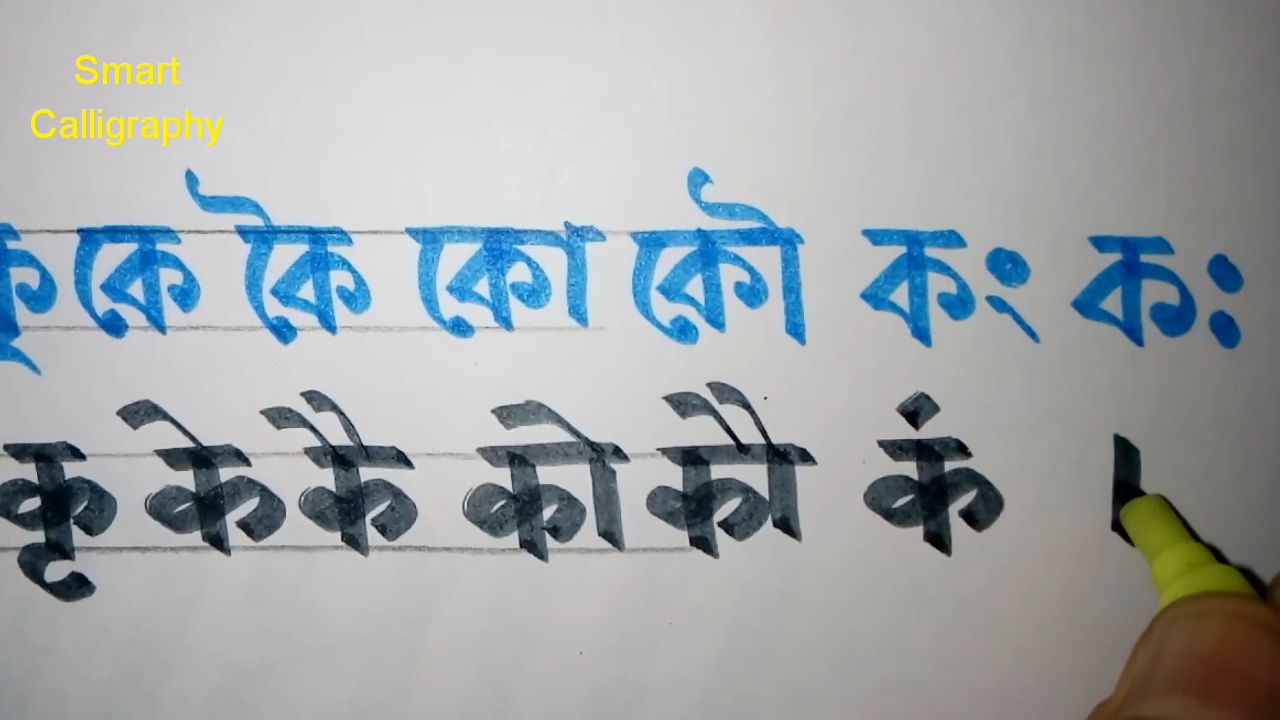 Smart
Calligraphy
কৃ কে কৈ কো কৌ কং কঃ
कृ के कै को कौ कं